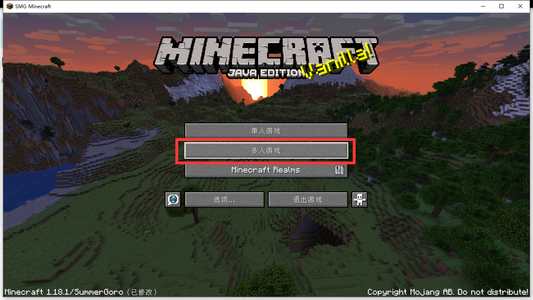 SMG Minecraft
MINECRAFT
JAVA EDITION
Vanilla!
单人游戏
多人游戏
Minecraft Realms
选项...
退出游戏
Minecraft 1.18.1/SummerGoro (已修改)
Copyright Mojang AB. Do not distribute!